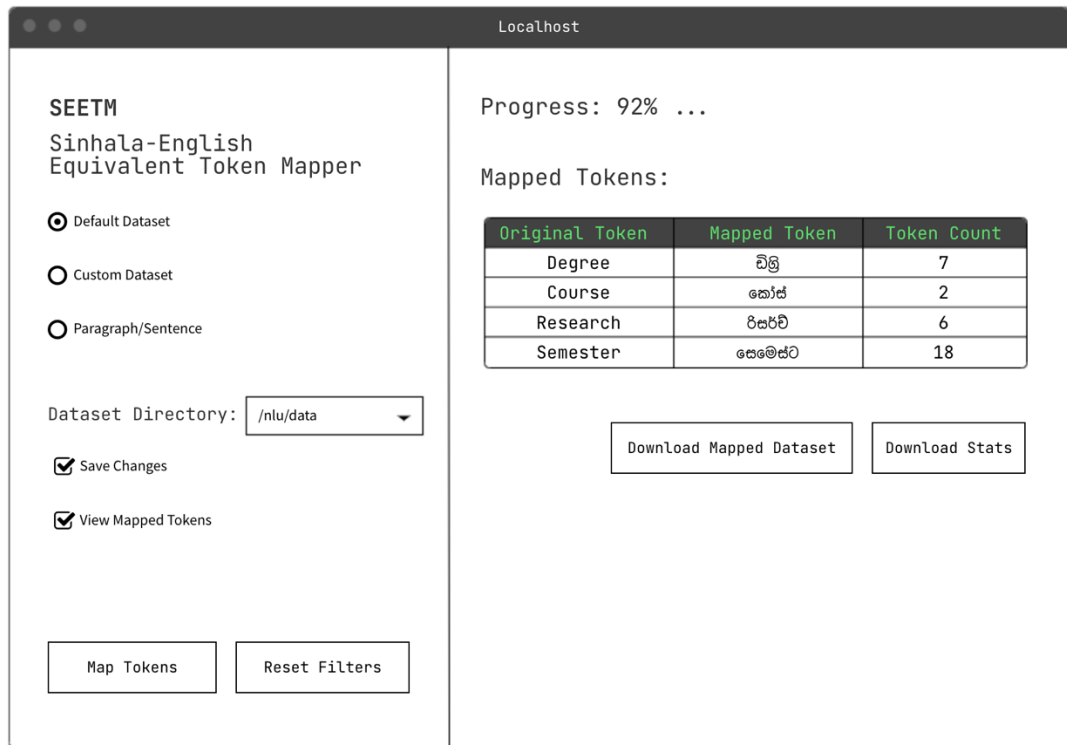 Localhost
SEETM
Sinhala-English
Equivalent Token Mapper
Default Dataset
Custom Dataset
Paragraph/Sentence
Dataset Directory: /nlu/data
Save Changes
View Mapped Tokens
Map Tokens Reset Filters
Progress: 92% ...
Mapped Tokens:
Original Token Mapped Token Token Count
Degree ඩිග්‍රි 7
Course කෝස් 2
Research රිසර්ච් 6
Semester සෙමෙස්ට 18
Download Mapped Dataset Download Stats